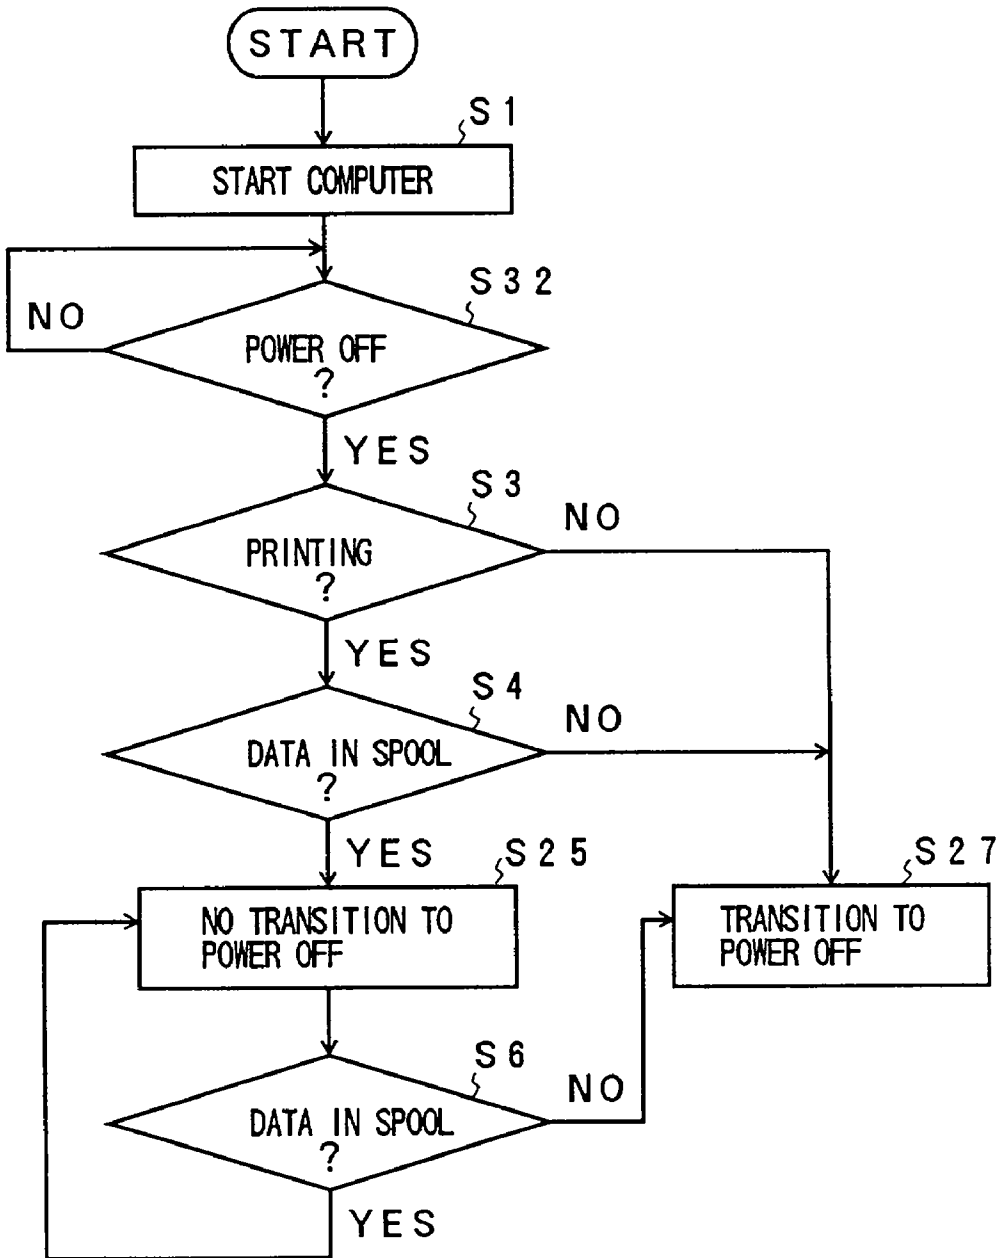 START
S1
START COMPUTER
S32
NO
POWER OFF
?
YES
S3
NO
PRINTING
?
YES
S4
NO
DATA IN SPOOL
?
YES
S25
S27
NO TRANSITION TO
POWER OFF
TRANSITION TO
POWER OFF
S6
NO
DATA IN SPOOL
?
YES